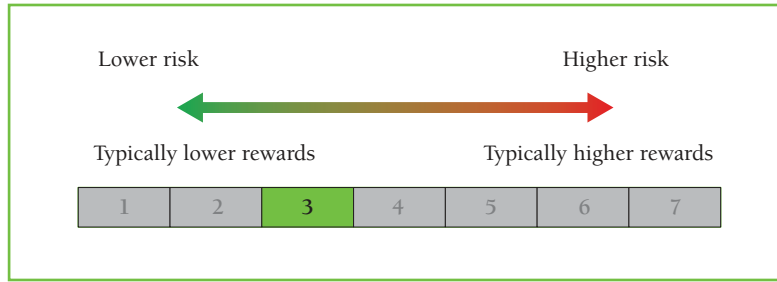 Lower risk Higher risk
Typically lower rewards Typically higher rewards
1 2 3 4 5 6 7